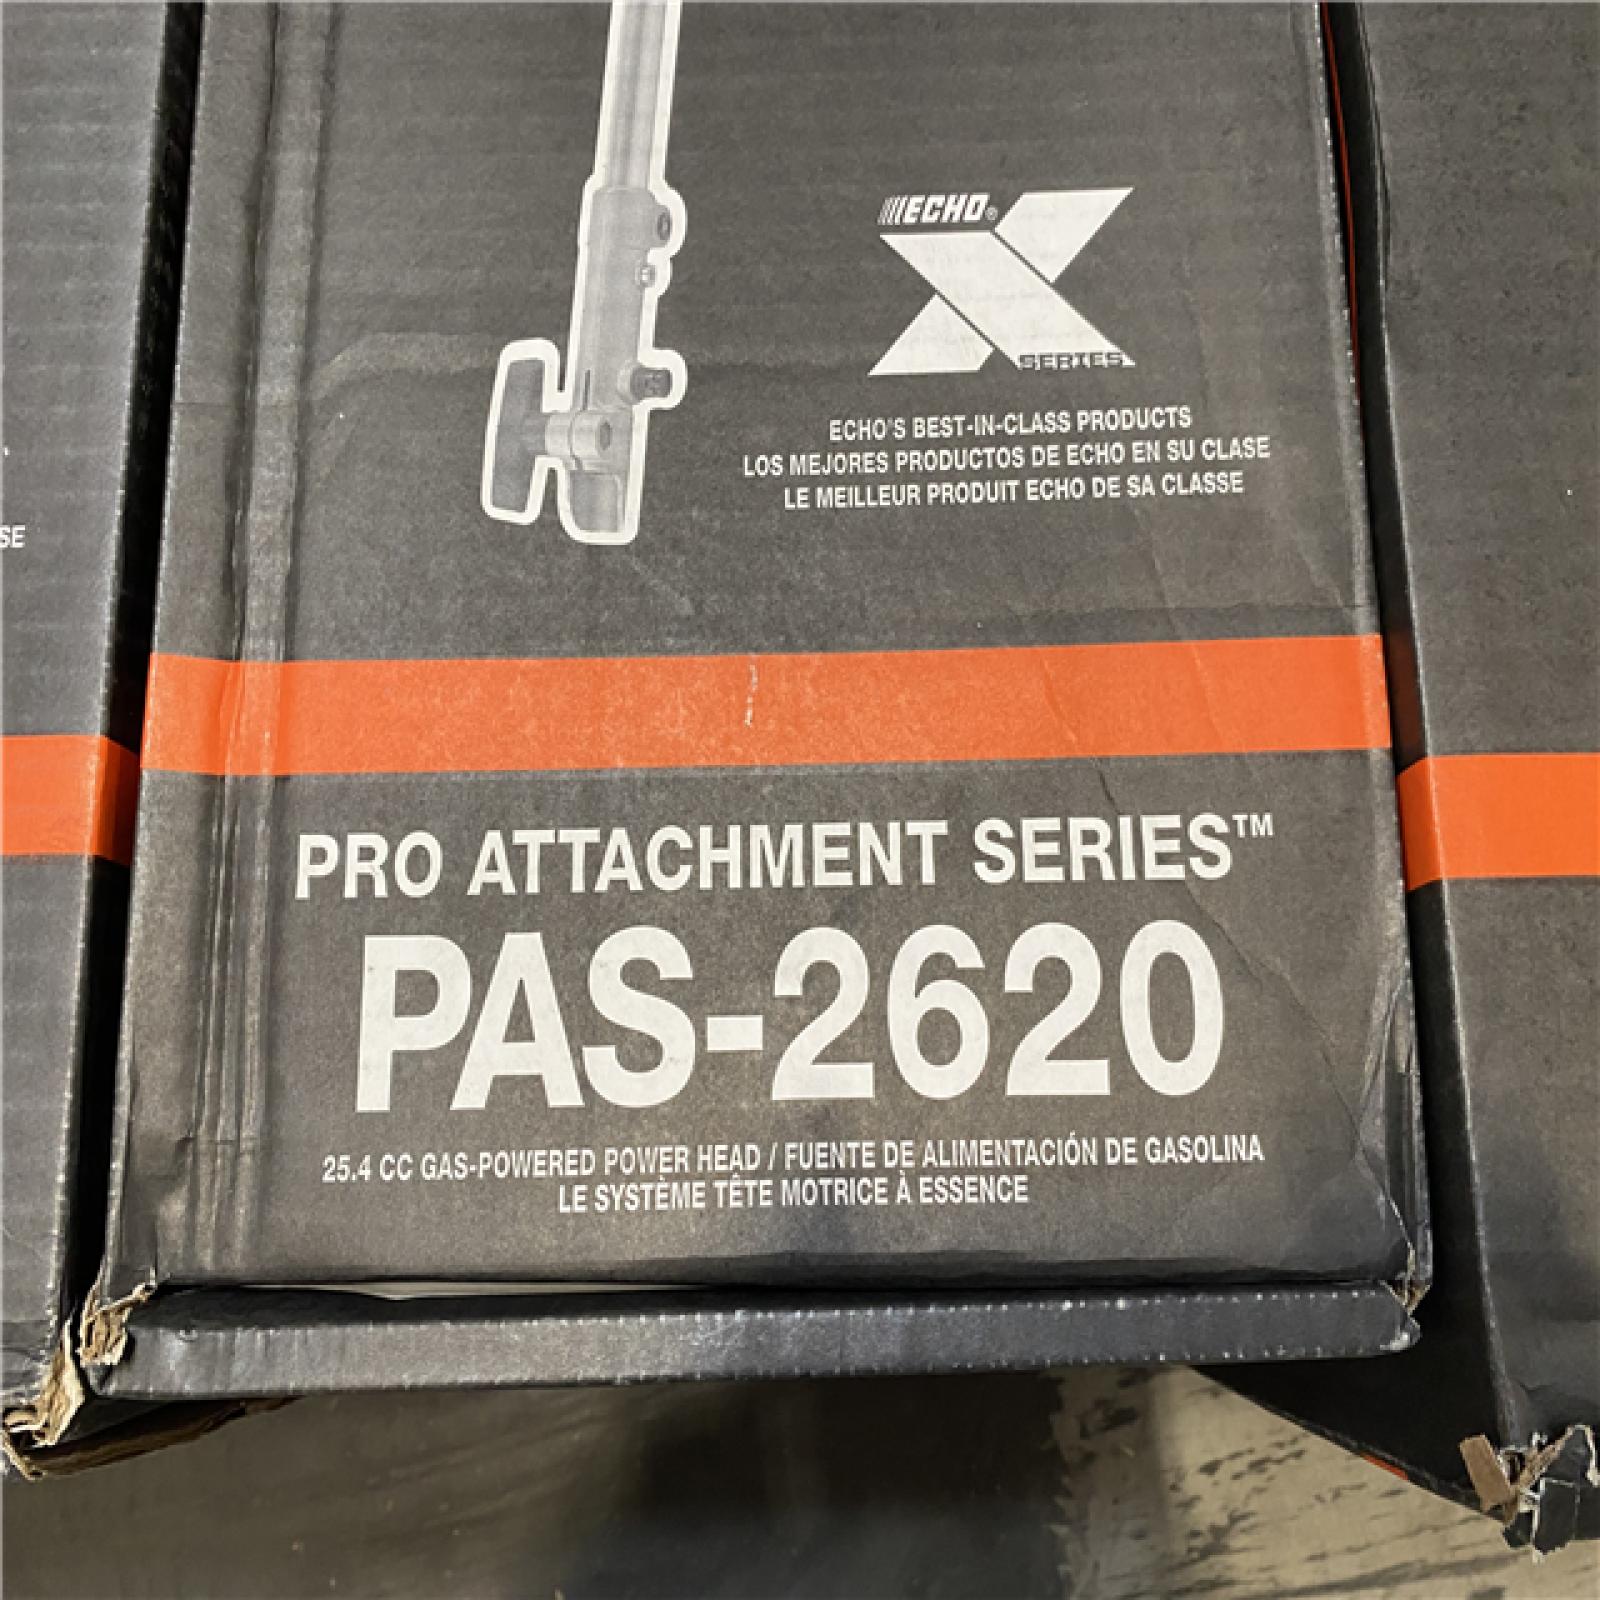 ECHO®
SERIES
ECHO'S BEST-IN-CLASS PRODUCTS
LOS MEJORES PRODUCTOS DE ECHO EN SU CLASE
LE MEILLEUR PRODUIT ECHO DE SA CLASSE
SE
PRO ATTACHMENT SERIES™
PAS-2620
25.4 CC GAS-POWERED POWER HEAD / FUENTE DE ALIMENTACIÓN DE GASOLINA
LE SYSTÈME TÊTE MOTRICE À ESSENCE